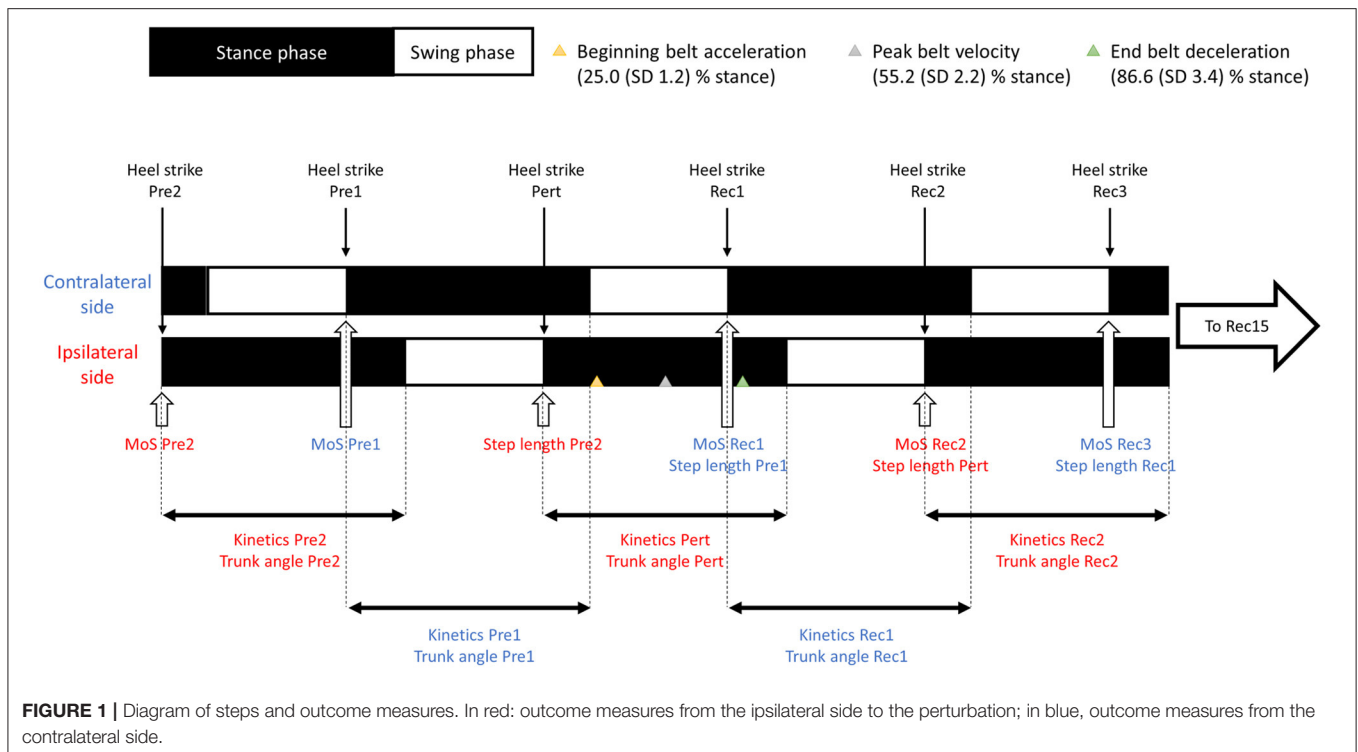 Stance phase
Swing phase
Beginning belt acceleration
(25.0 (SD 1.2) % stance)
Peak belt velocity
(55.2 (SD 2.2) % stance)
End belt deceleration
(86.6 (SD 3.4) % stance)
Heel strike
Pre2
Heel strike
Pre1
Heel strike
Pert
Heel strike
Rec1
Heel strike
Rec2
Heel strike
Rec3
Contralateral
side
Ipsilateral
side
To Rec15
MoS Pre2
MoS Pre1
Step length Pre2
MoS Rec1
Step length Pre1
MoS Rec2
Step length Pert
MoS Rec3
Step length Rec1
Kinetics Pre2
Trunk angle Pre2
Kinetics Pert
Trunk angle Pert
Kinetics Rec2
Trunk angle Rec2
Kinetics Pre1
Trunk angle Pre1
Kinetics Rec1
Trunk angle Rec1
FIGURE 1 | Diagram of steps and outcome measures. In red: outcome measures from the ipsilateral side to the perturbation; in blue, outcome measures from the
contralateral side.